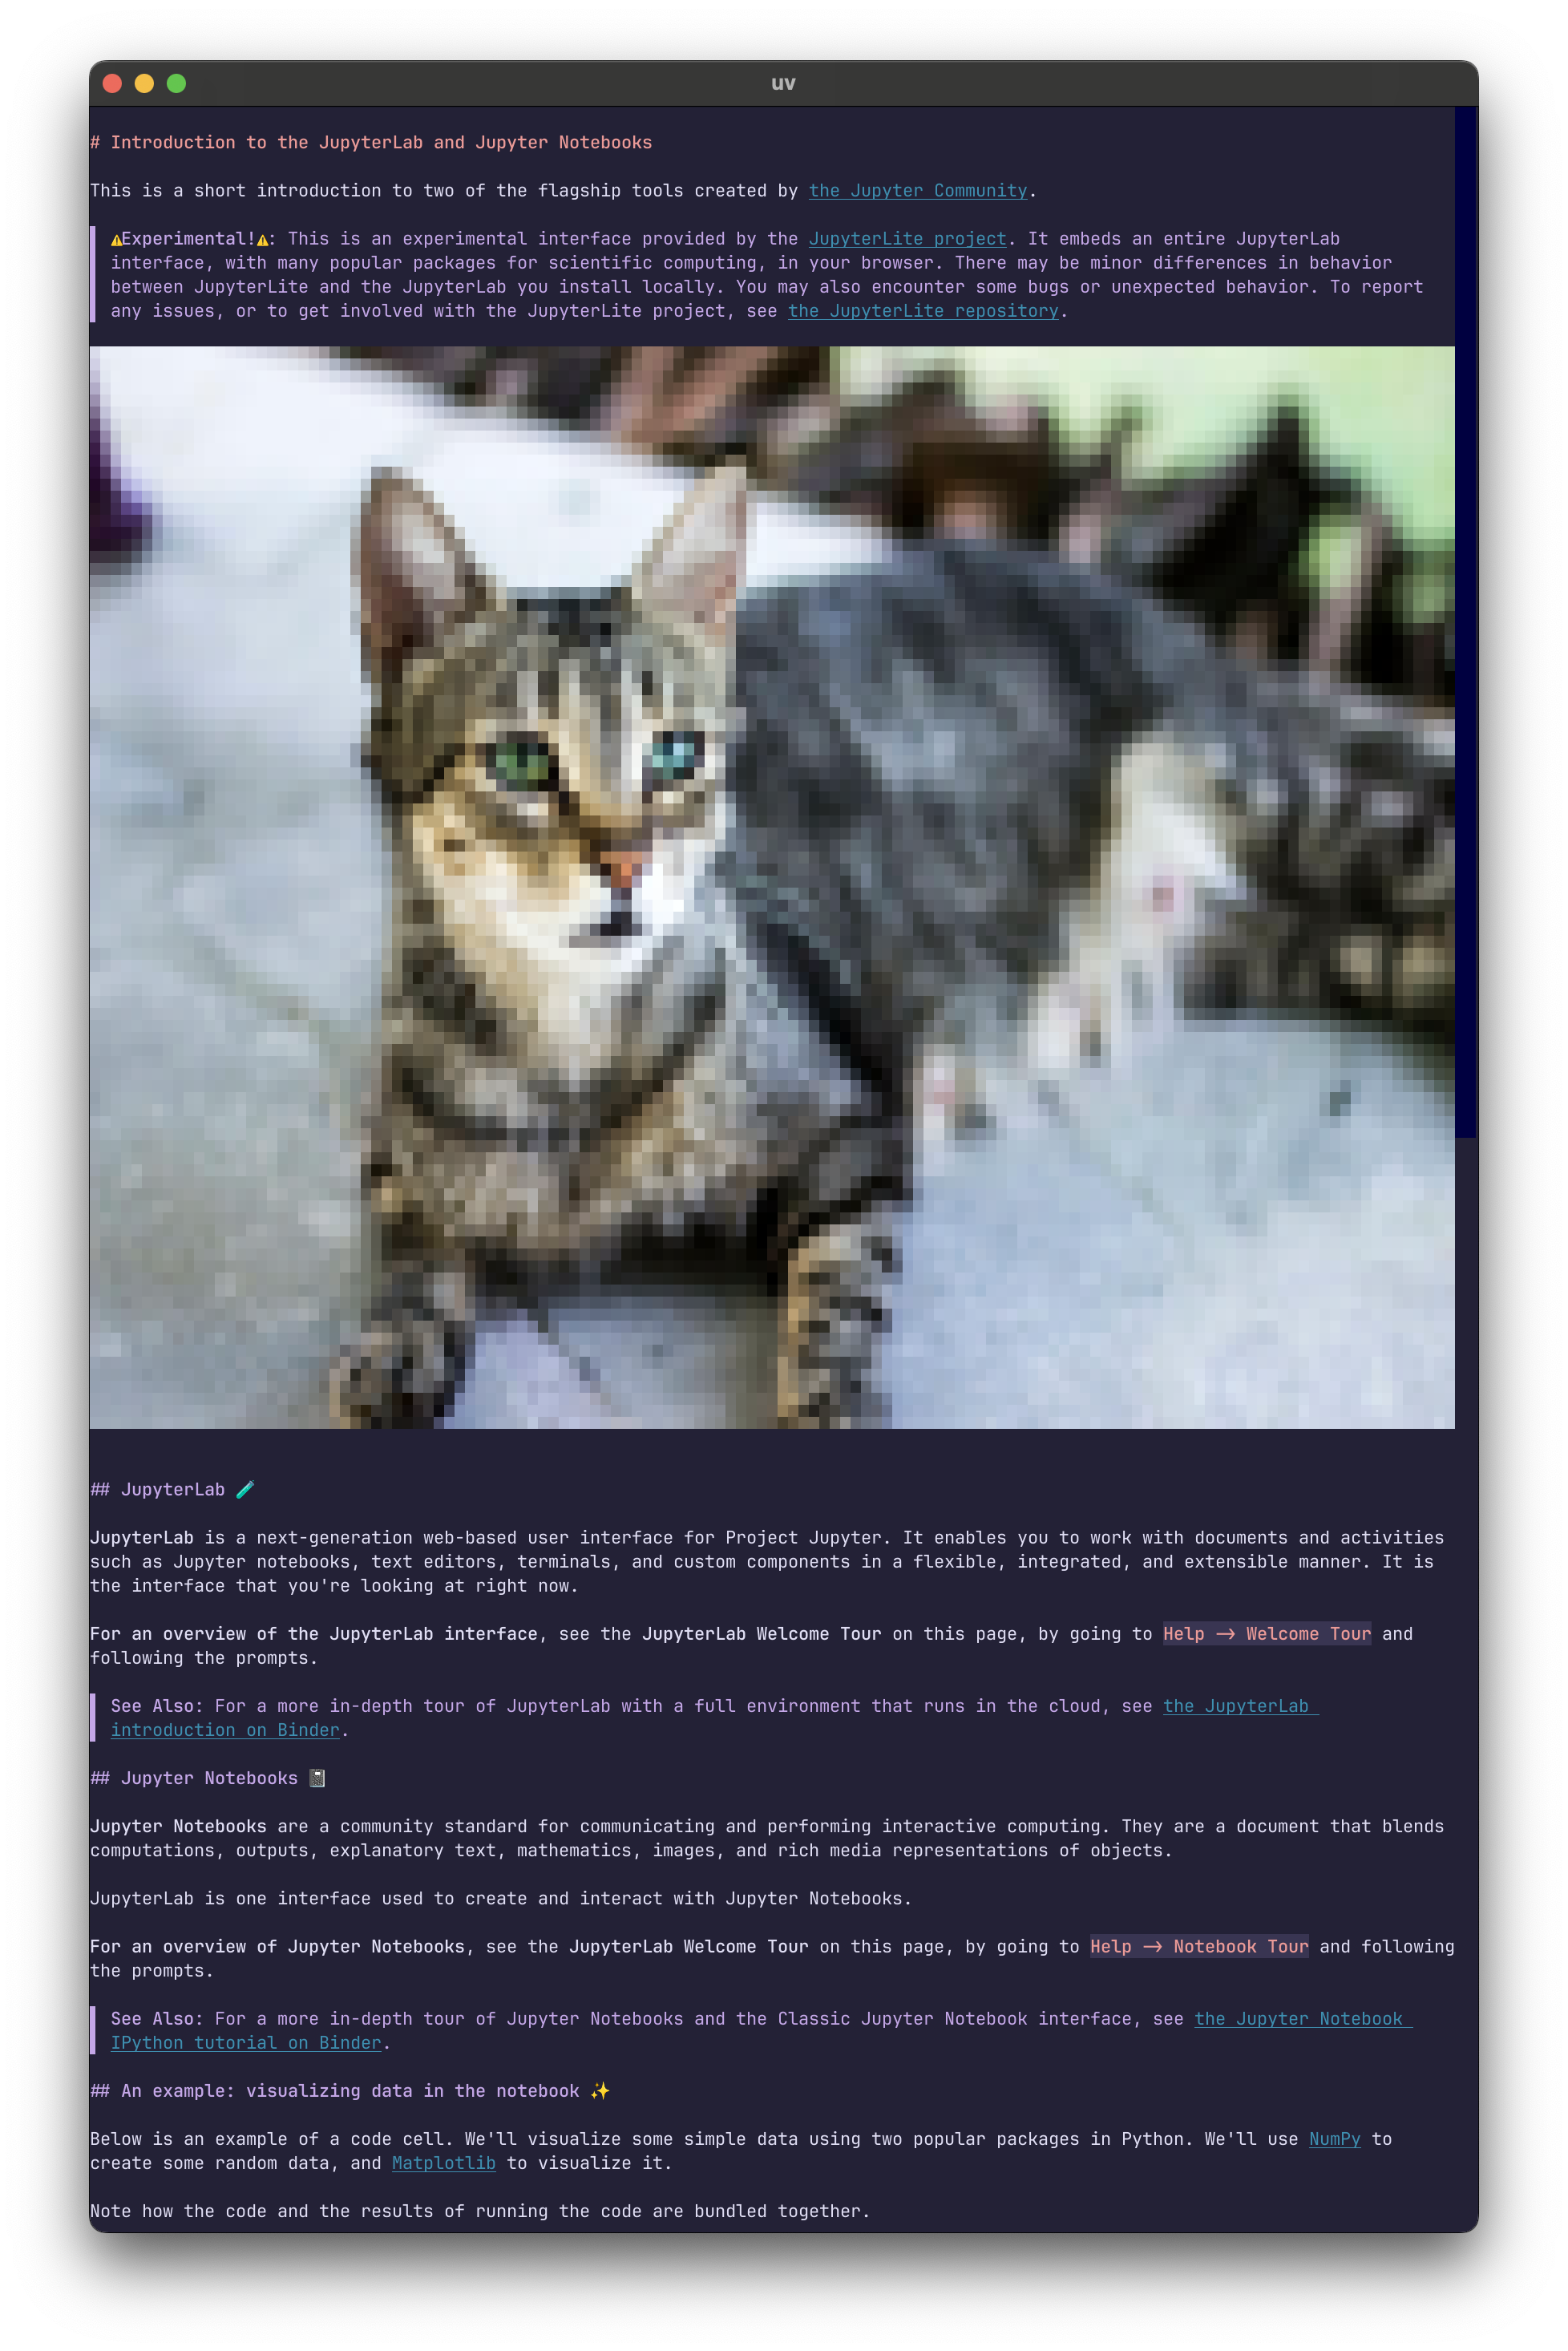 uv
# Introduction to the JupyterLab and Jupyter Notebooks
This is a short introduction to two of the flagship tools created by the Jupyter Community.
⚠Experimental!⚠: This is an experimental interface provided by the JupyterLite project. It embeds an entire JupyterLab
interface, with many popular packages for scientific computing, in your browser. There may be minor differences in behavior
between JupyterLite and the JupyterLab you install locally. You may also encounter some bugs or unexpected behavior. To report
any issues, or to get involved with the JupyterLite project, see the JupyterLite repository.
## JupyterLab 🧪
JupyterLab is a next-generation web-based user interface for Project Jupyter. It enables you to work with documents and activities
such as Jupyter notebooks, text editors, terminals, and custom components in a flexible, integrated, and extensible manner. It is
the interface that you're looking at right now.
For an overview of the JupyterLab interface, see the JupyterLab Welcome Tour on this page, by going to Help -> Welcome Tour and
following the prompts.
See Also: For a more in-depth tour of JupyterLab with a full environment that runs in the cloud, see the JupyterLab
introduction on Binder.
## Jupyter Notebooks 📓
Jupyter Notebooks are a community standard for communicating and performing interactive computing. They are a document that blends
computations, outputs, explanatory text, mathematics, images, and rich media representations of objects.
JupyterLab is one interface used to create and interact with Jupyter Notebooks.
For an overview of Jupyter Notebooks, see the JupyterLab Welcome Tour on this page, by going to Help -> Notebook Tour and following
the prompts.
See Also: For a more in-depth tour of Jupyter Notebooks and the Classic Jupyter Notebook interface, see the Jupyter Notebook
IPython tutorial on Binder.
## An example: visualizing data in the notebook ✨
Below is an example of a code cell. We'll visualize some simple data using two popular packages in Python. We'll use NumPy to
create some random data, and Matplotlib to visualize it.
Note how the code and the results of running the code are bundled together.